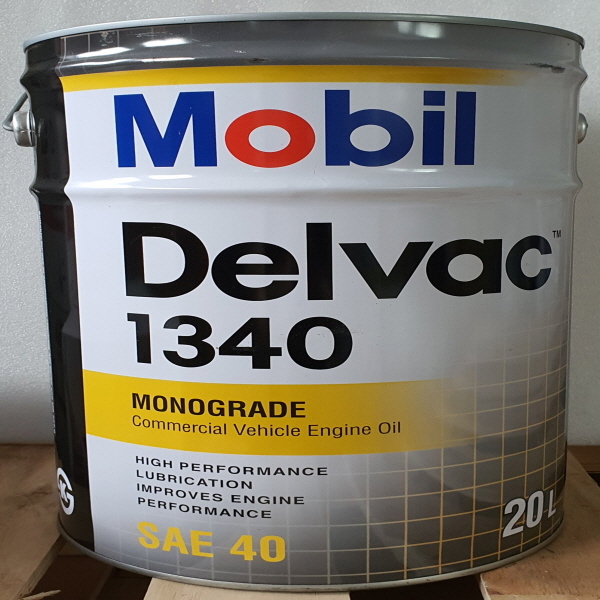 Mobil
Delvac™
1340
MONOGRADE
Commercial Vehicle Engine Oil
HIGH PERFORMANCE
LUBRICATION
IMPROVES ENGINE
PERFORMANCE
SAE 40
20 L